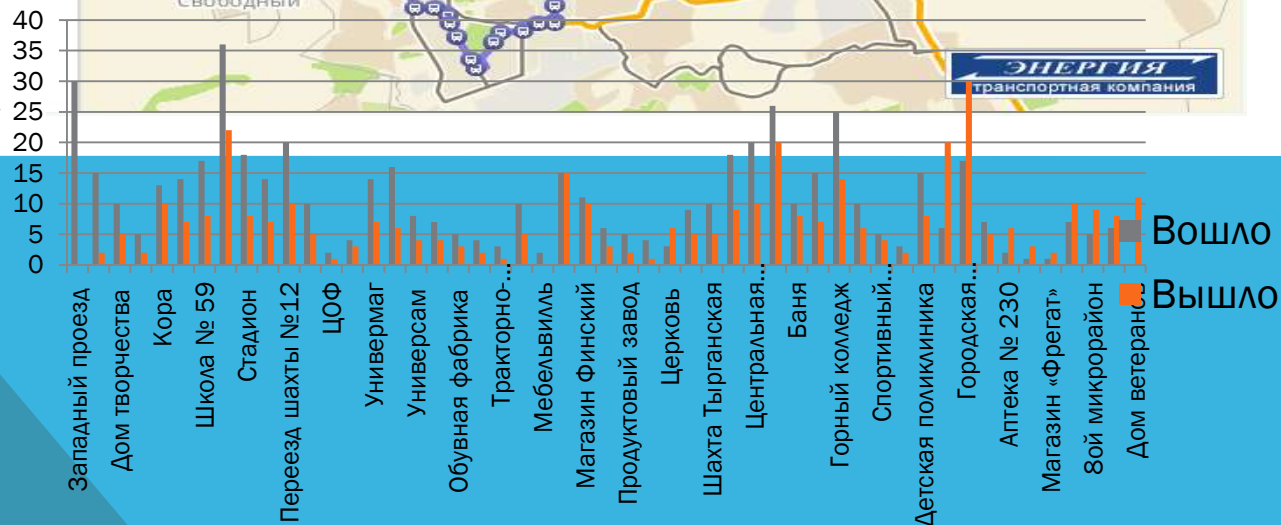 Свободный
ЭНЕРГИЯ
транспортная компания
40
35
30
25
20
15
10
5
0
Вошло
Вышло
Западный проезд
Дом творчества
Кора
Школа № 59
Стадион
Переезд шахты №12
ЦОФ
Универмаг
Универсам
Обувная фабрика
Тракторно-...
Мебельвилль
Магазин Финский
Продуктовый завод
Церковь
Шахта Тырганская
Центральная...
Баня
Горный колледж
Спортивный...
Детская поликлиника
Городская...
Аптека № 230
Магазин «Фрегат»
8ой микрорайон
Дом ветеранов